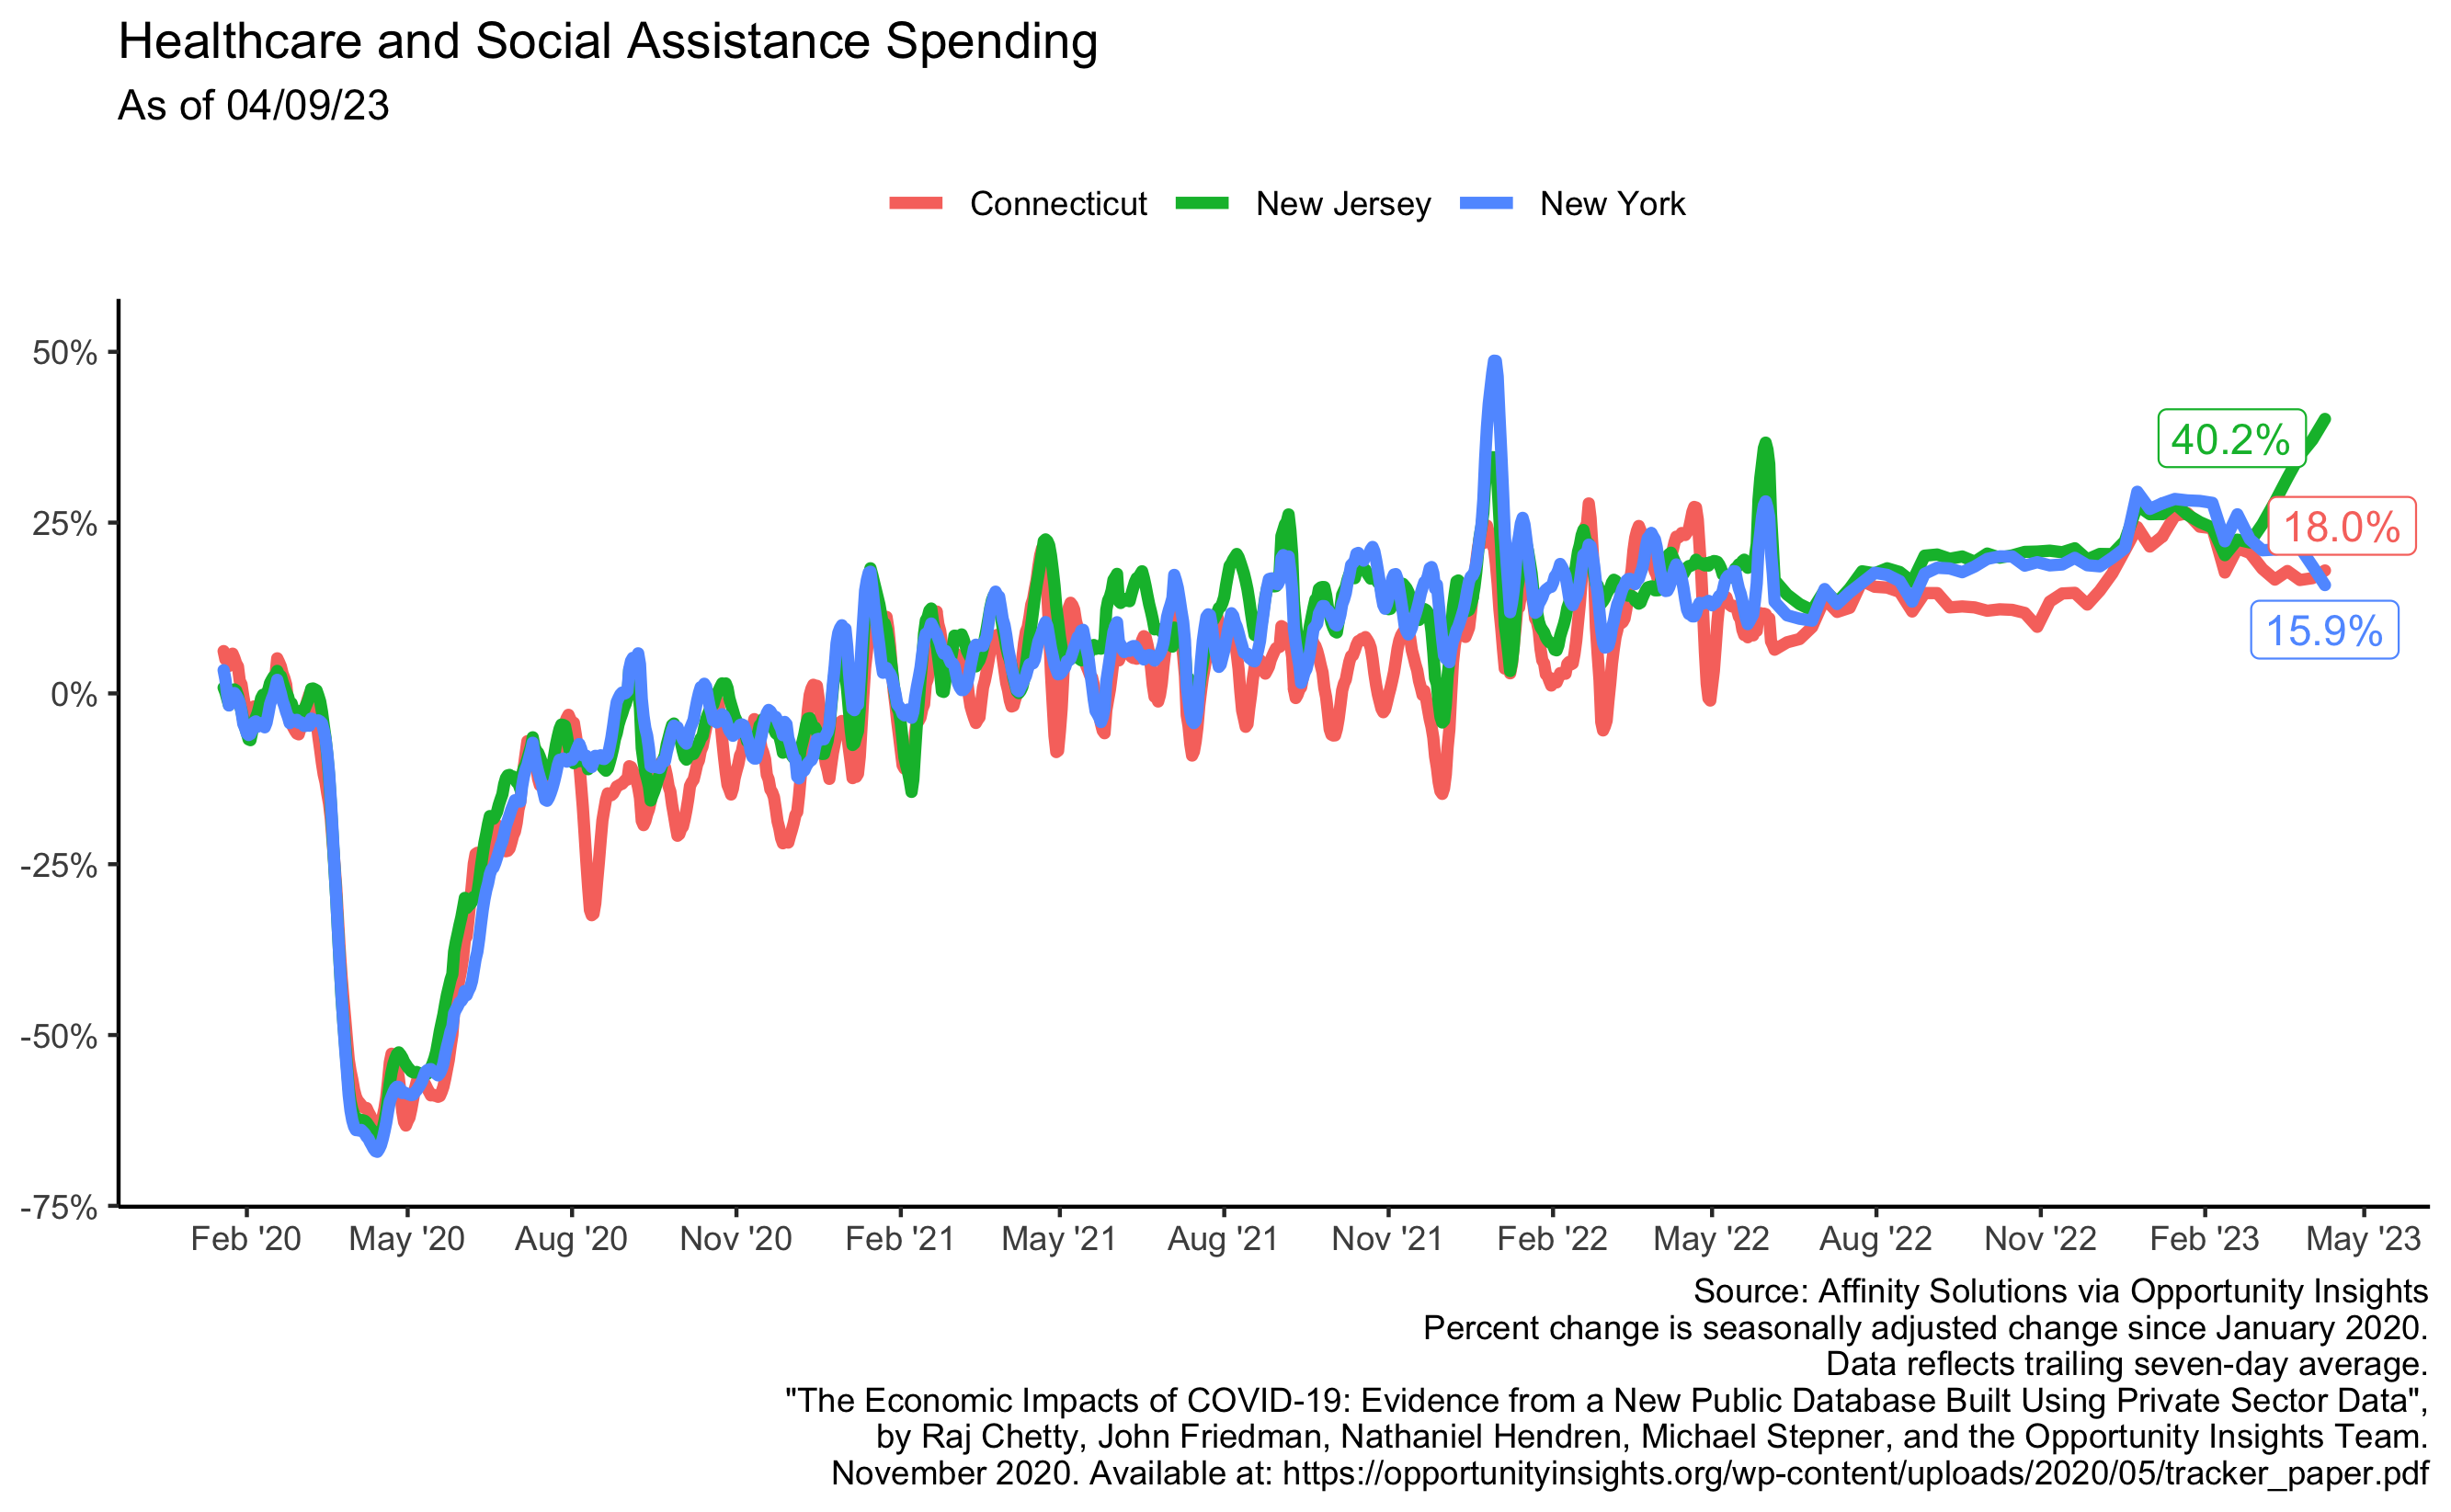 Healthcare and Social Assistance Spending
As of 04/09/23
Connecticut New Jersey New York
50%
25%
0%
-25%
-50%
-75%
40.2%
18.0%
15.9%
Feb '20 May '20 Aug '20 Nov '20 Feb '21 May '21 Aug '21 Nov '21 Feb '22 May '22 Aug '22 Nov '22 Feb '23 May '23
Source: Affinity Solutions via Opportunity Insights
Percent change is seasonally adjusted change since January 2020.
Data reflects trailing seven-day average.
"The Economic Impacts of COVID-19: Evidence from a New Public Database Built Using Private Sector Data",
by Raj Chetty, John Friedman, Nathaniel Hendren, Michael Stepner, and the Opportunity Insights Team.
November 2020. Available at: https://opportunityinsights.org/wp-content/uploads/2020/05/tracker_paper.pdf